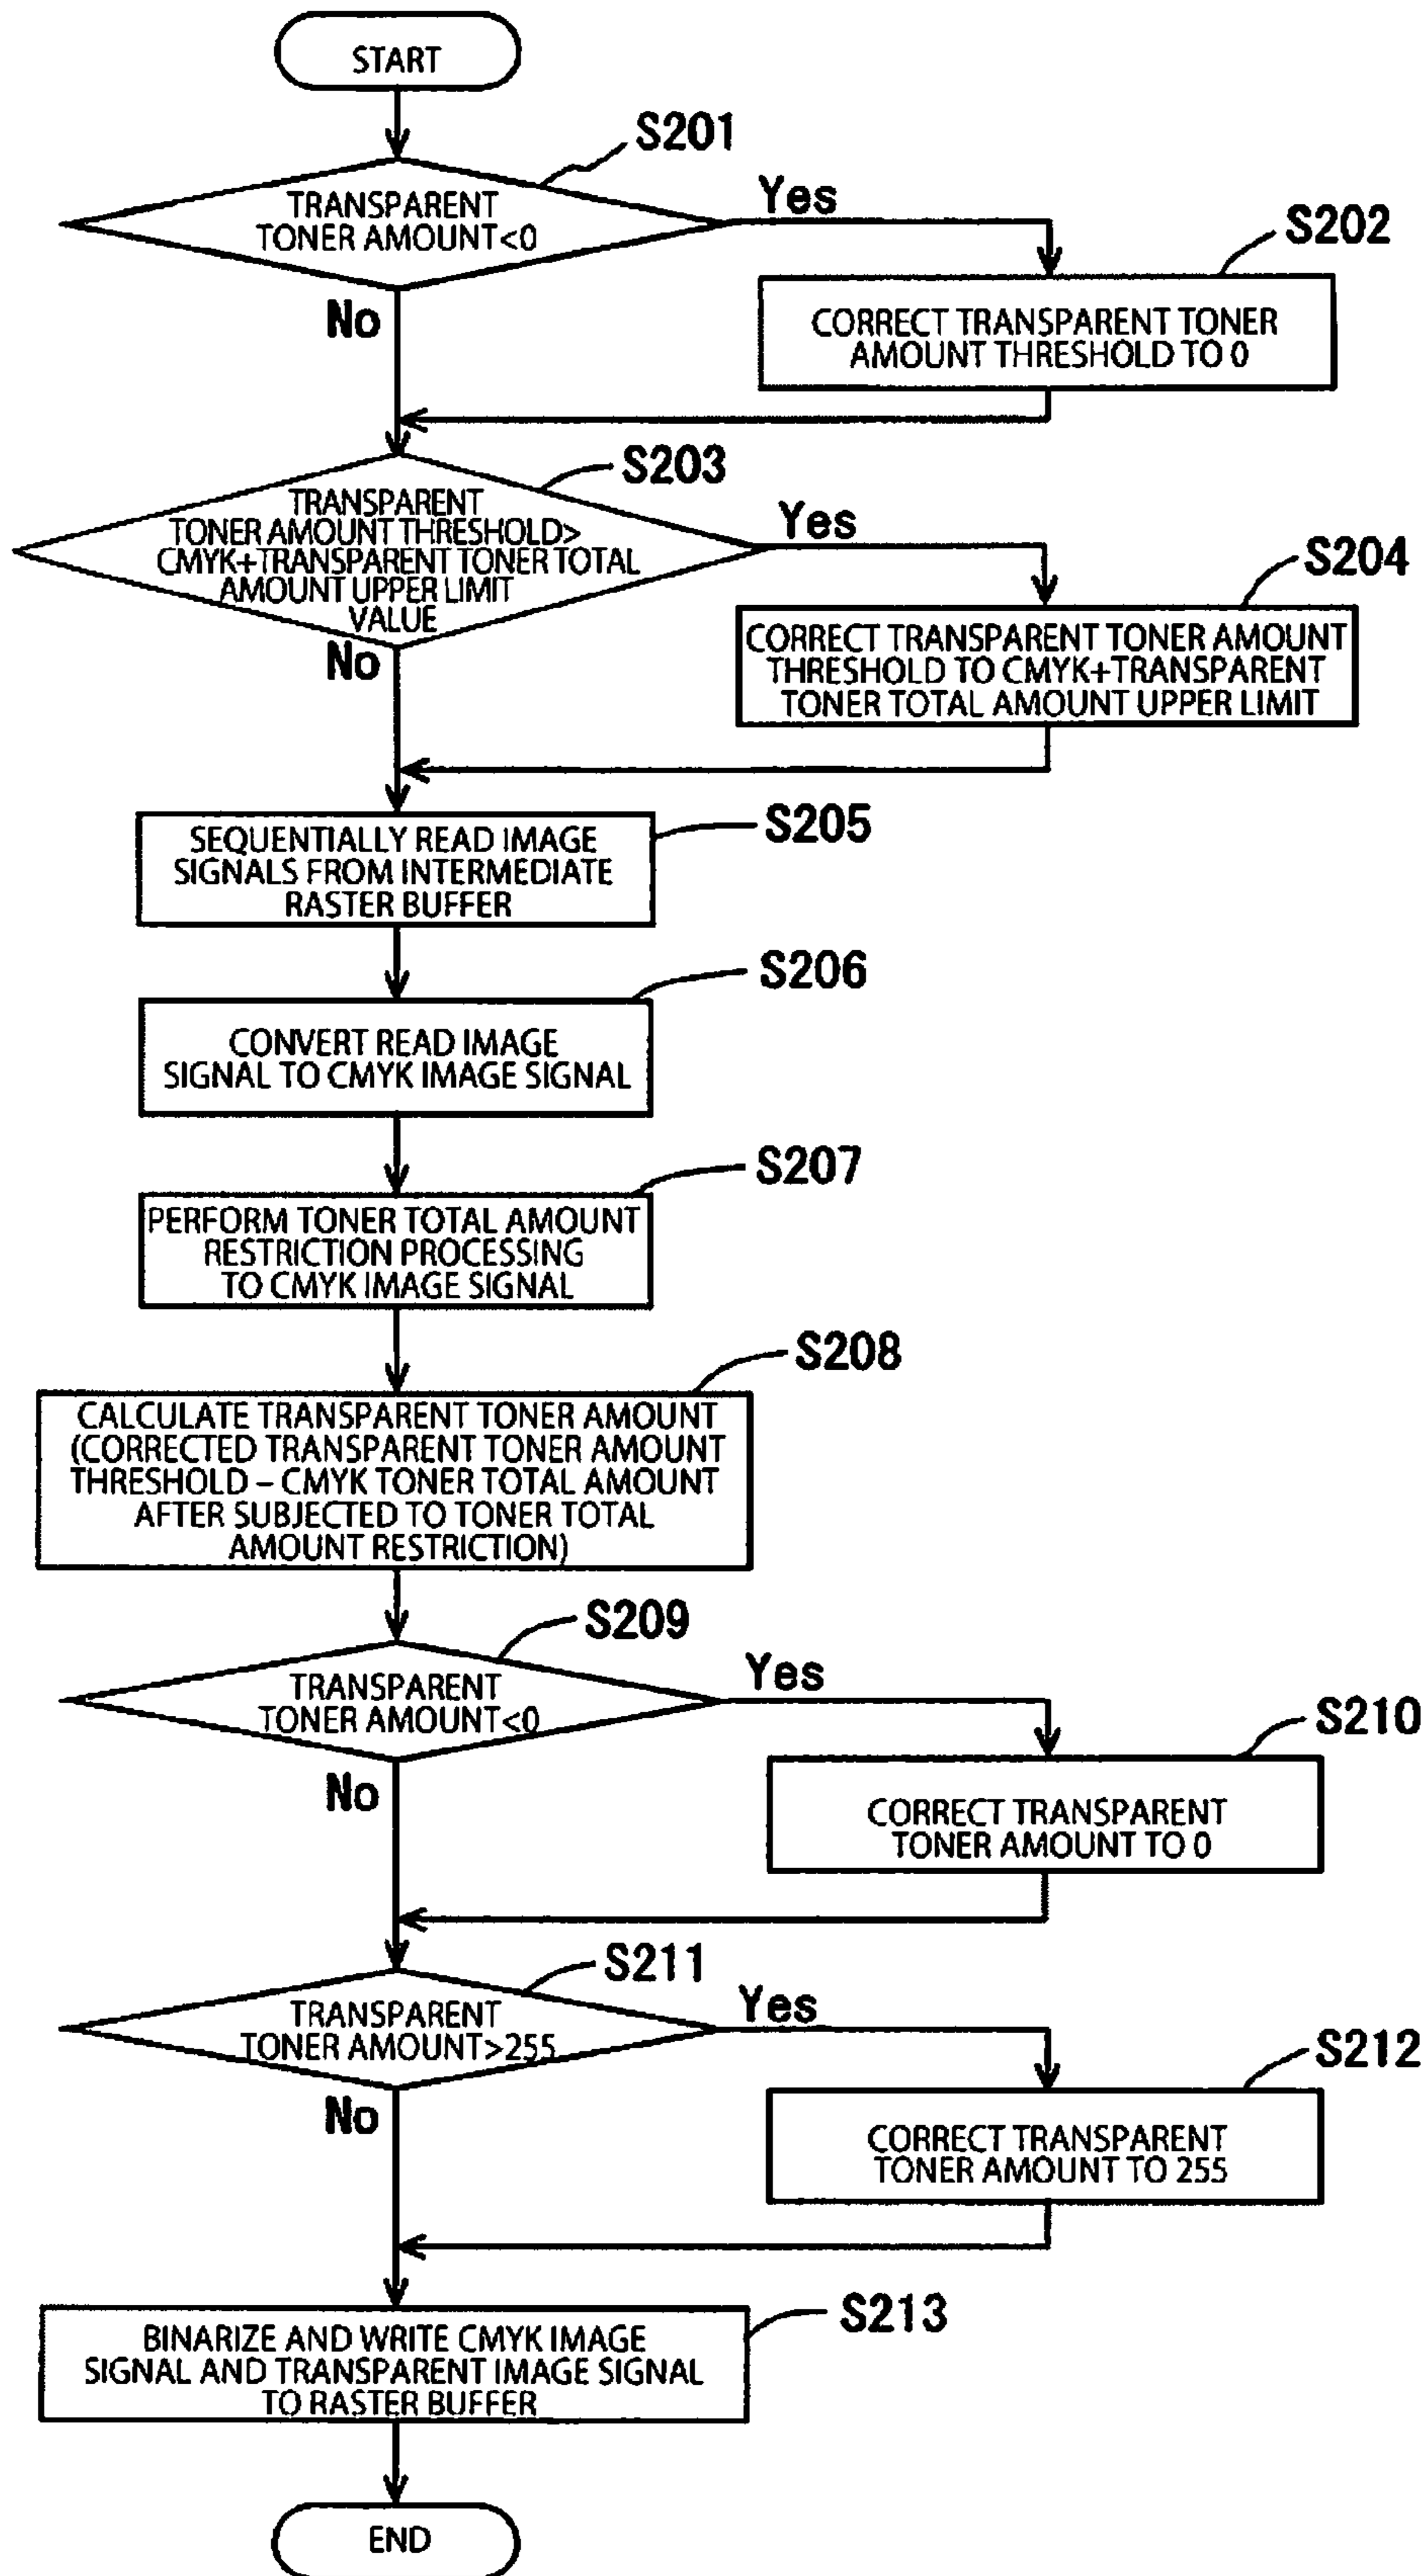 START
S201
TRANSPARENT
TONER AMOUNT<0
Yes
No
S202
CORRECT TRANSPARENT TONER
AMOUNT THRESHOLD TO 0
S203
TRANSPARENT
TONER AMOUNT THRESHOLD>
CMYK+TRANSPARENT TONER TOTAL
AMOUNT UPPER LIMIT
VALUE
Yes
No
S204
CORRECT TRANSPARENT TONER AMOUNT
THRESHOLD TO CMYK+TRANSPARENT
TONER TOTAL AMOUNT UPPER LIMIT
S205
SEQUENTIALLY READ IMAGE
SIGNALS FROM INTERMEDIATE
RASTER BUFFER
S206
CONVERT READ IMAGE
SIGNAL TO CMYK IMAGE SIGNAL
S207
PERFORM TONER TOTAL AMOUNT
RESTRICTION PROCESSING
TO CMYK IMAGE SIGNAL
S208
CALCULATE TRANSPARENT TONER AMOUNT
(CORRECTED TRANSPARENT TONER AMOUNT
THRESHOLD – CMYK TONER TOTAL AMOUNT
AFTER SUBJECTED TO TONER TOTAL
AMOUNT RESTRICTION)
S209
TRANSPARENT
TONER AMOUNT<0
Yes
No
S210
CORRECT TRANSPARENT
TONER AMOUNT TO 0
S211
TRANSPARENT
TONER AMOUNT>255
Yes
No
S212
CORRECT TRANSPARENT
TONER AMOUNT TO 255
S213
BINARIZE AND WRITE CMYK IMAGE
SIGNAL AND TRANSPARENT IMAGE SIGNAL
TO RASTER BUFFER
END